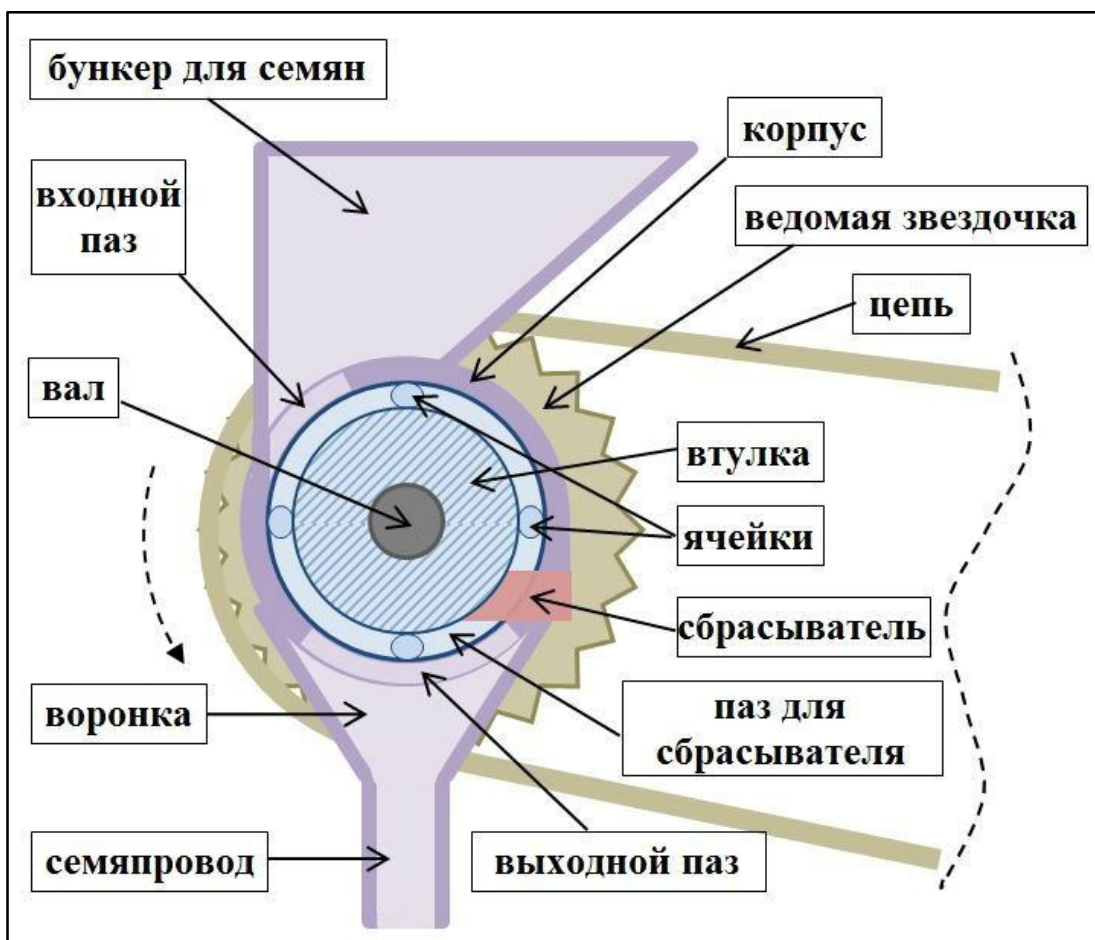 бункер для семян
корпус
входной
паз
ведомая звездочка
цепь
вал
втулка
ячейки
сбрасыватель
воронка
паз для
сбрасывателя
семяпровод
выходной паз